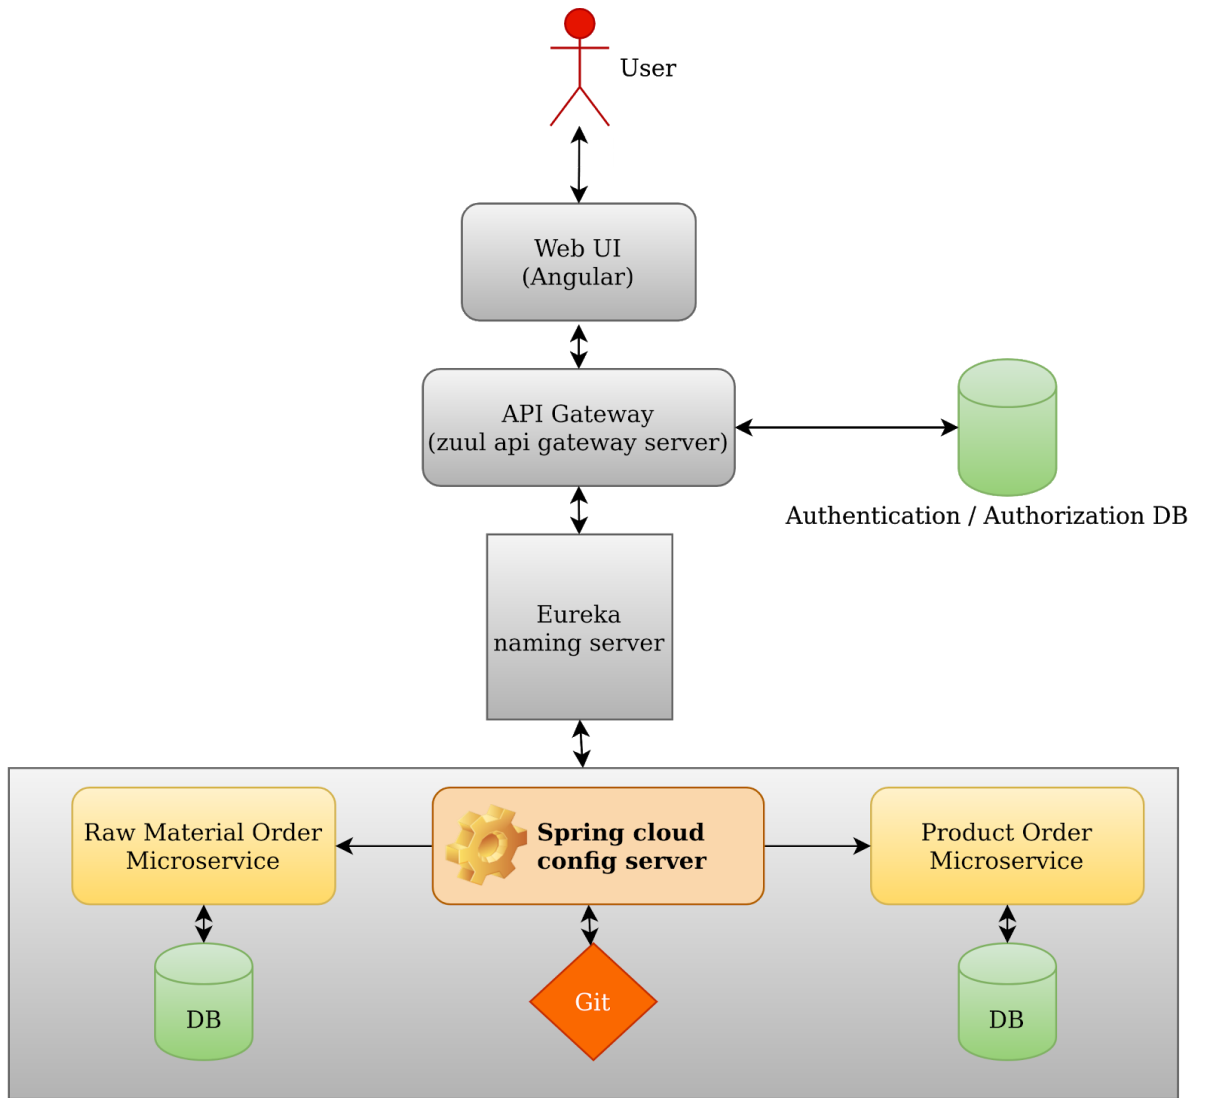 User
Web UI
(Angular)
API Gateway
(zuul api gateway server)
Authentication / Authorization DB
Eureka
naming server
Raw Material Order
Microservice
Spring cloud
config server
Product Order
Microservice
DB
Git
DB